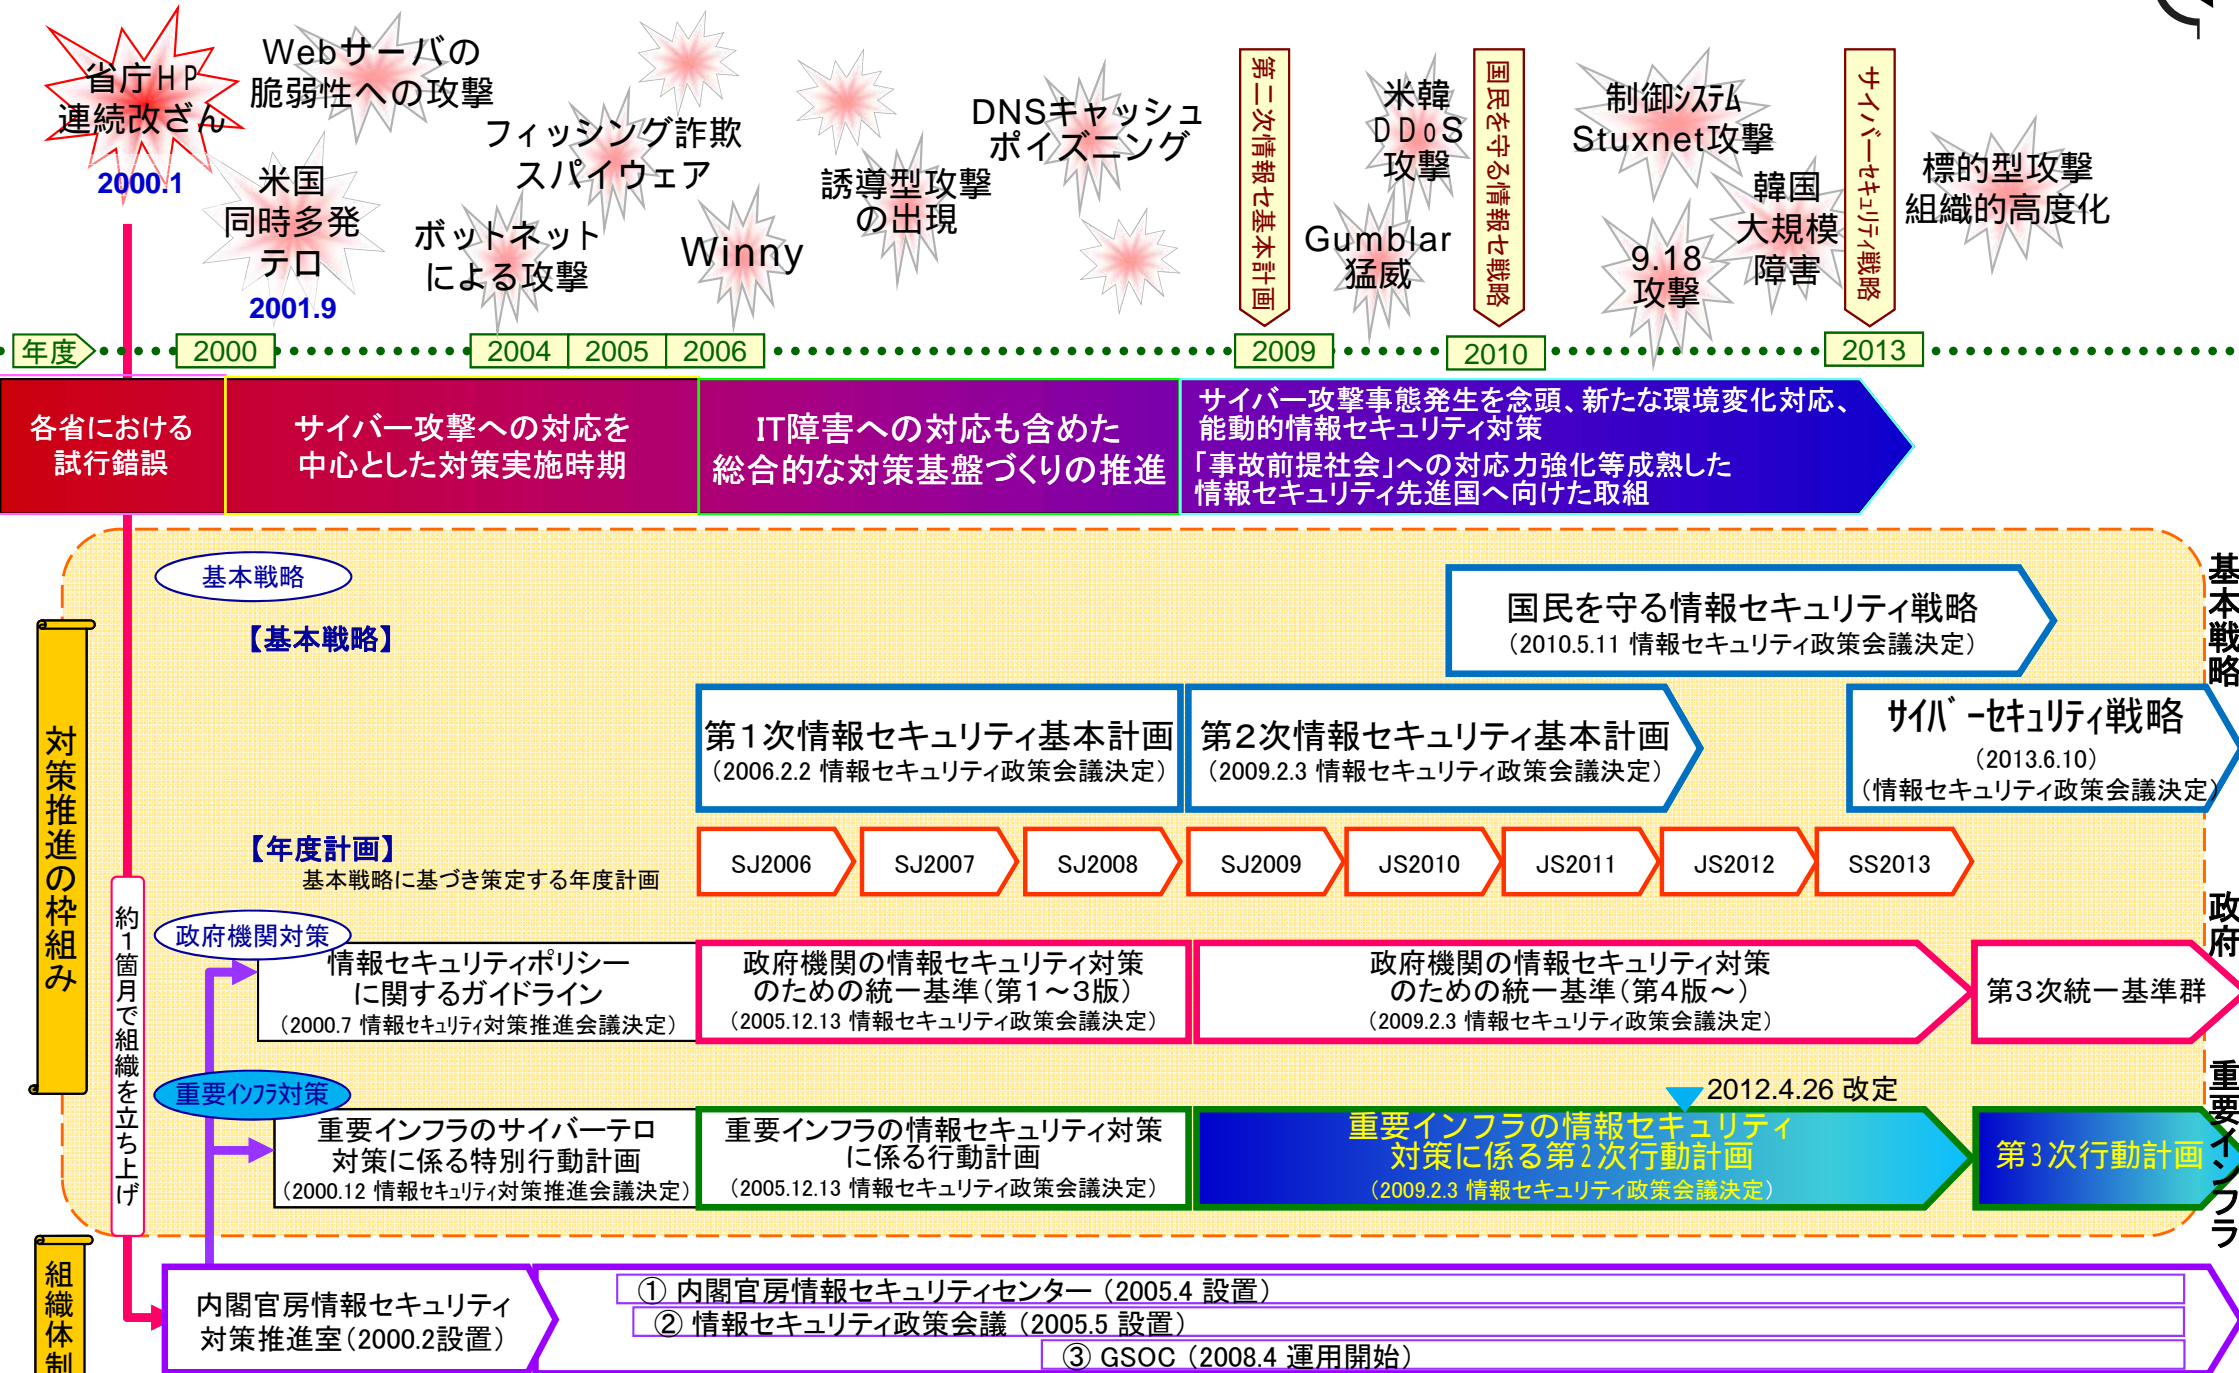 省庁HP
連続改ざん
2000.1
Webサーバの
脆弱性への攻撃
米国
同時多発
テロ
2001.9
フィッシング詐欺
スパイウェア
ボットネット
による攻撃
Winny
誘導型攻撃
の出現
DNSキャッシュ
ポイズニング
第二次情報セ基本計画
米韓
DDoS
攻撃
Gumblar
猛威
国民を守る情報セ戦略
制御システム
Stuxnet攻撃
9.18
攻撃
韓国
大規模
障害
サイバーセキュリティ戦略
標的型攻撃
組織的高度化
年度
2000
2004
2005
2006
2009
2010
2013
各省における
試行錯誤
サイバー攻撃への対応を
中心とした対策実施時期
IT障害への対応も含めた
総合的な対策基盤づくりの推進
サイバー攻撃事態発生を念頭、新たな環境変化対応、
能動的情報セキュリティ対策
「事故前提社会」への対応力強化等成熟した
情報セキュリティ先進国へ向けた取組
対策推進の枠組み
約1箇月で組織を立ち上げ
基本戦略
【基本戦略】
国民を守る情報セキュリティ戦略
(2010.5.11 情報セキュリティ政策会議決定)
第1次情報セキュリティ基本計画
(2006.2.2 情報セキュリティ政策会議決定)
第2次情報セキュリティ基本計画
(2009.2.3 情報セキュリティ政策会議決定)
サイバーセキュリティ戦略
(2013.6.10)
(情報セキュリティ政策会議決定)
基本戦略
【年度計画】
基本戦略に基づき策定する年度計画
SJ2006
SJ2007
SJ2008
SJ2009
JS2010
JS2011
JS2012
SS2013
政府機関対策
情報セキュリティポリシー
に関するガイドライン
(2000.7 情報セキュリティ対策推進会議決定)
政府機関の情報セキュリティ対策
のための統一基準(第1～3版)
(2005.12.13 情報セキュリティ政策会議決定)
政府機関の情報セキュリティ対策
のための統一基準(第4版～)
(2009.2.3 情報セキュリティ政策会議決定)
第3次統一基準群
政府
重要インフラ対策
重要インフラのサイバーテロ
対策に係る特別行動計画
(2000.12 情報セキュリティ対策推進会議決定)
重要インフラの情報セキュリティ対策
に係る行動計画
(2005.12.13 情報セキュリティ政策会議決定)
2012.4.26 改定
重要インフラの情報セキュリティ
対策に係る第2次行動計画
(2009.2.3 情報セキュリティ政策会議決定)
第3次行動計画
重要インフラ
組織体制
内閣官房情報セキュリティ
対策推進室(2000.2設置)
① 内閣官房情報セキュリティセンター (2005.4 設置)
② 情報セキュリティ政策会議 (2005.5 設置)
③ GSOC (2008.4 運用開始)